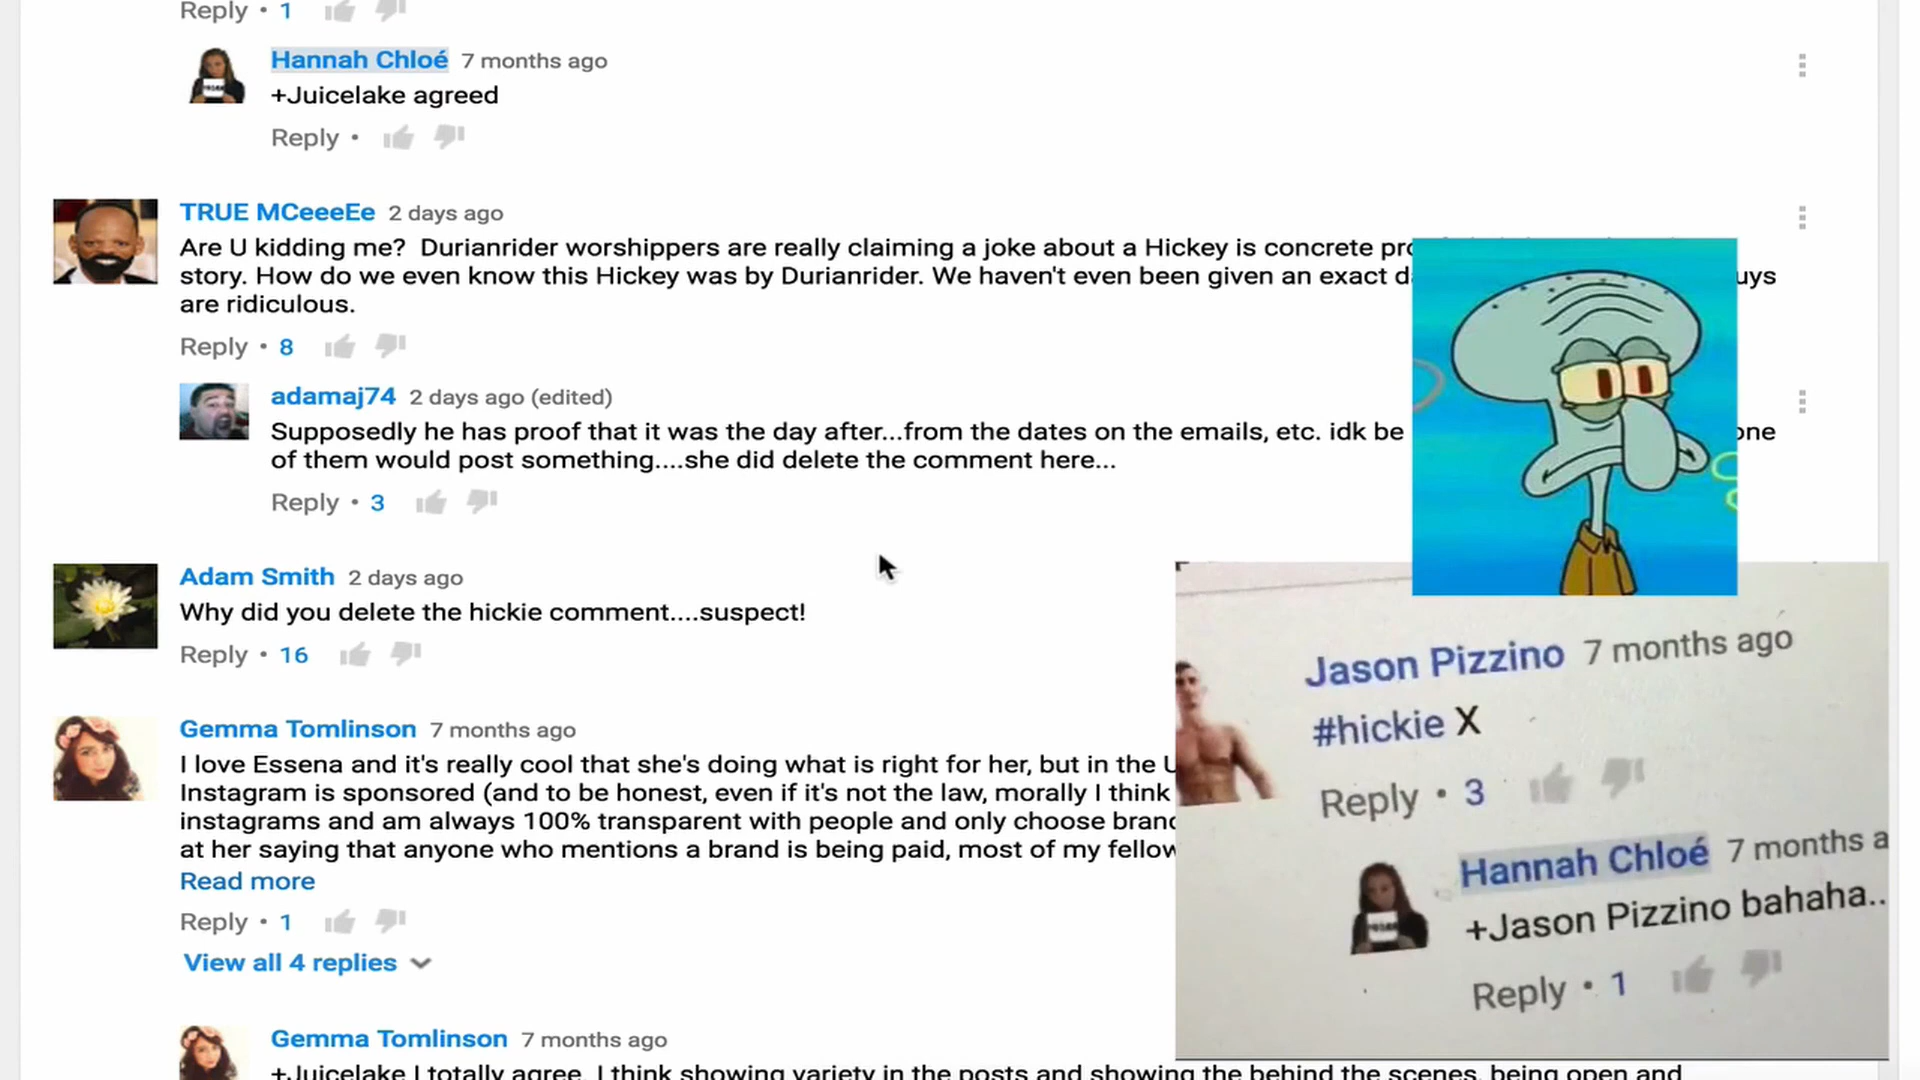 Reply • 1
Hannah Chloé 7 months ago
+Juicelake agreed
Reply •
TRUE MCeeeEe 2 days ago
Are U kidding me? Durianrider worshippers are really claiming a joke about a Hickey is concrete
story. How do we even know this Hickey was by Durianrider. We haven't even been given an exact
are ridiculous.
Reply • 8
adamaj74 2 days ago (edited)
Supposedly he has proof that it was the day after...from the dates on the emails, etc. idk be
of them would post something....she did delete the comment here...
Reply • 3
Adam Smith 2 days ago
Why did you delete the hickie comment....suspect!
Reply • 16
Gemma Tomlinson 7 months ago
I love Essena and it's really cool that she's doing what is right for her, but in the
Instagram is sponsored (and to be honest, even if it's not the law, morally I think
instagrams and am always 100% transparent with people and only choose
at her saying that anyone who mentions a brand is being paid, most of my
Read more
Reply • 1
View all 4 replies
Gemma Tomlinson 7 months ago
+Juicelake I totally agree. I think showing variety in the posts and showing the behind the scenes, being open and
Jason Pizzino 7 months ago
#hickie X
Reply • 3
Hannah Chloé 7 months
+Jason Pizzino bahaha..
Reply • 1